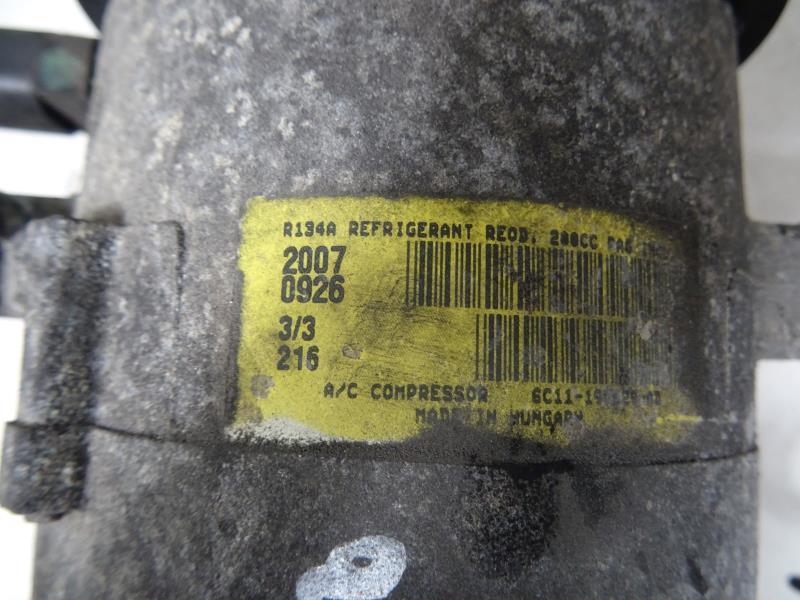 R134A REFRIGERANT REQD. 200CC PAG
2007
0926
3/3
216
A/C COMPRESSOR
MADE IN HUNGARY